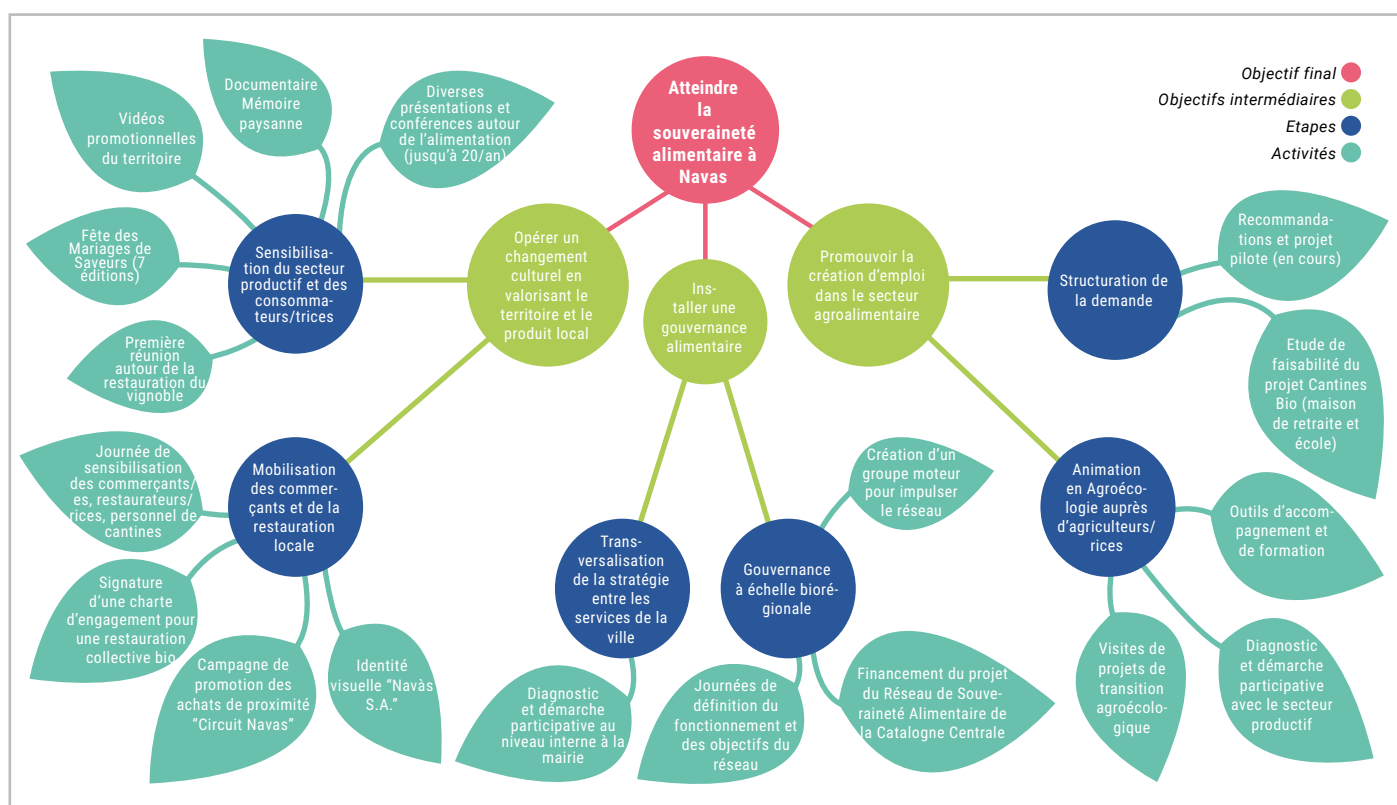 Atteindre
la
souveraineté
alimentaire à
Navas
Objectif final
Objectifs intermédiaires
Etapes
Activités
Vidéos
promotionnelles
du territoire
Documentaire
Mémoire
paysanne
Diverses
présentations et
conférences autour
de l’alimentation
(jusqu’à 20/an)
Fête des
Mariages de
Saveurs (7
éditions)
Première
réunion
autour de la
restauration du
vignoble
Sensibilisa-
tion du secteur
productif et des
consomma-
teurs/trices
Opérer un
changement
culturel en
valorisant le
territoire et le
produit local
Ins-
taller une
gouvernance
alimentaire
Promouvoir la
création d’emploi
dans le secteur
agroalimentaire
Structuration de
la demande
Recommanda-
tions et projet
pilote (en cours)
Etude de
faisabilité du
projet Cantines
Bio (maison
de retraite et
école)
Journée de
sensibilisation
des commerçants/
es, restaurateurs/
rices, personnel de
cantines
Mobilisation
des commer-
çants et de la
restauration
locale
Signature
d’une charte
d’engagement pour
une restauration
collective bio
Campagne de
promotion des
achats de proximité
“Circuit Navas”
Identité
visuelle “Navàs
S.A.”
Trans-
versalisation
de la stratégie
entre les
services de la
ville
Diagnostic
et démarche
participative au
niveau interne à la
mairie
Gouvernance
à échelle bioré-
gionale
Création d’un
groupe moteur
pour impulser
le réseau
Journées de
définition du
fonctionnement et
des objectifs du
réseau
Financement du projet
du Réseau de Souve-
raineté Alimentaire de
la Catalogne Centrale
Animation
en Agroéco-
logie auprès
d’agriculteurs/
rices
Outils d’accom-
pagnement et
de formation
Visites de
projets de
transition
agroécolo-
gique
Diagnostic
et démarche
participative
avec le secteur
productif